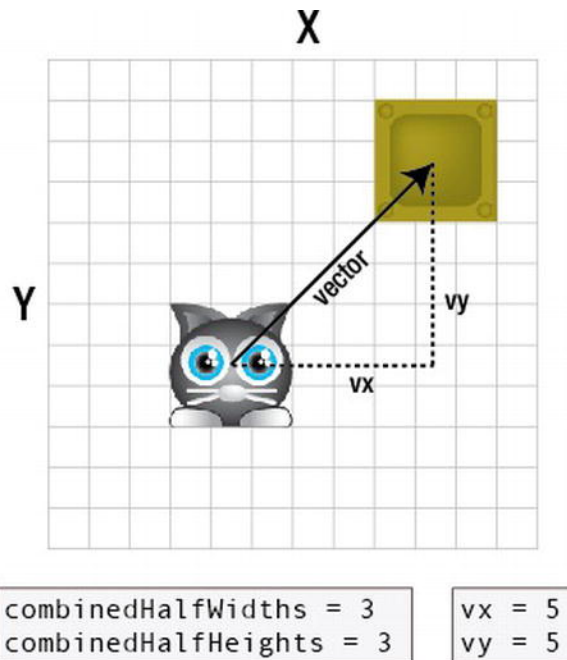 X
Y
vector
vy
vx
combinedHalfWidths = 3
combinedHalfHeights = 3
vx = 5
vy = 5